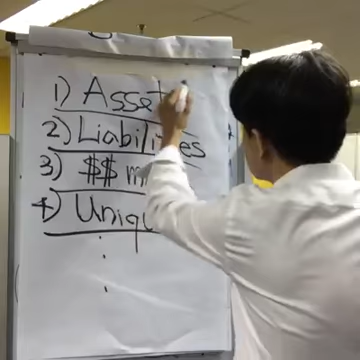 1) Asset
2) Liabilities
3) $$ m
4) Uniqu